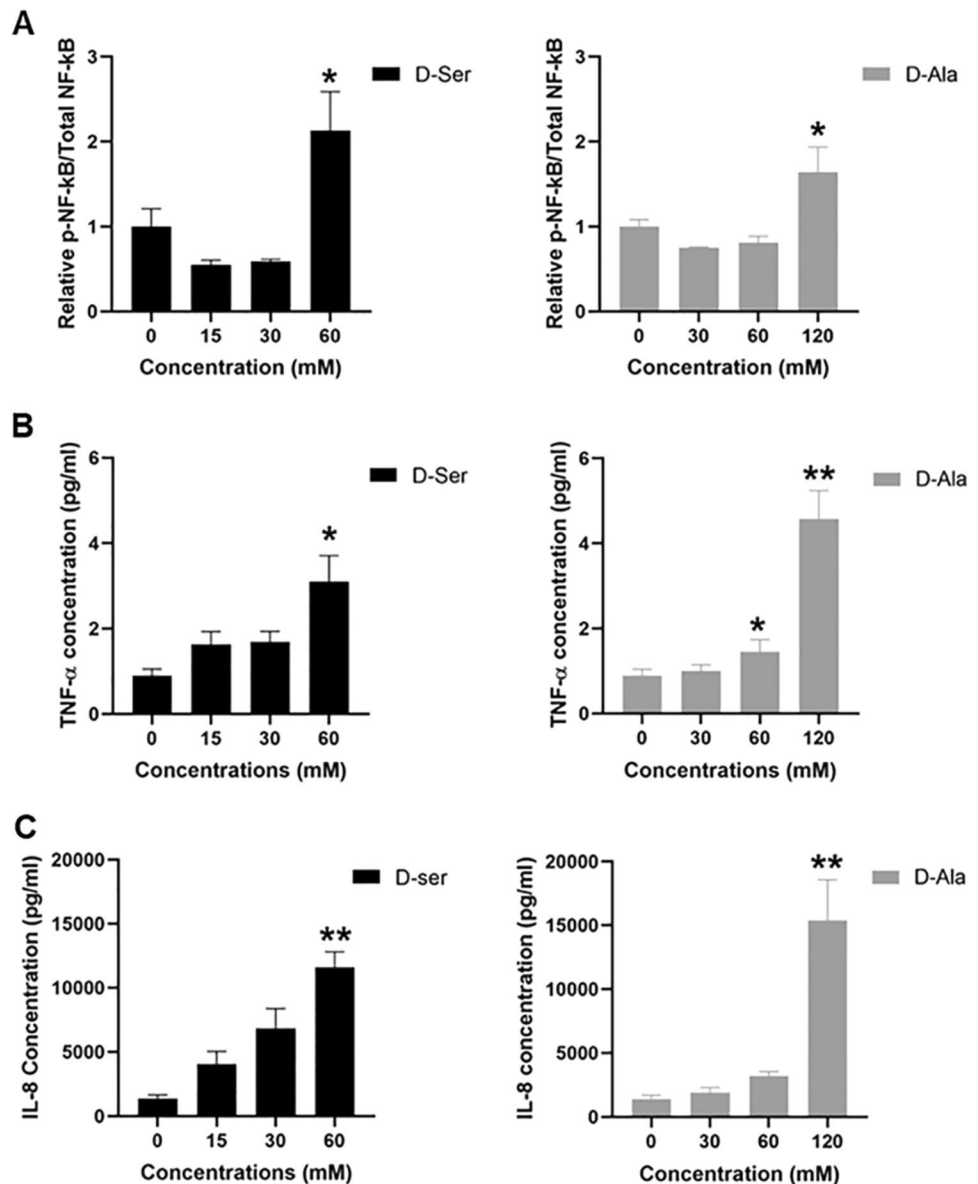 A
Relative p-NF-kB/Total NF-kB
3
2
1
0
*
D-Ser
0 15 30 60
Concentration (mM)
Relative p-NF-kB/Total NF-kB
3
2
1
0
*
D-Ala
0 30 60 120
Concentration (mM)
B
TNF-α concentration (pg/ml)
6
4
2
0
*
D-Ser
0 15 30 60
Concentrations (mM)
TNF-α concentration (pg/ml)
6
4
2
0
*
**
D-Ala
0 30 60 120
Concentrations (mM)
C
IL-8 Concentration (pg/ml)
20000
15000
10000
5000
0
**
D-ser
0 15 30 60
Concentrations (mM)
IL-8 concentration (pg/ml)
20000
15000
10000
5000
0
**
D-Ala
0 30 60 120
Concentration (mM)